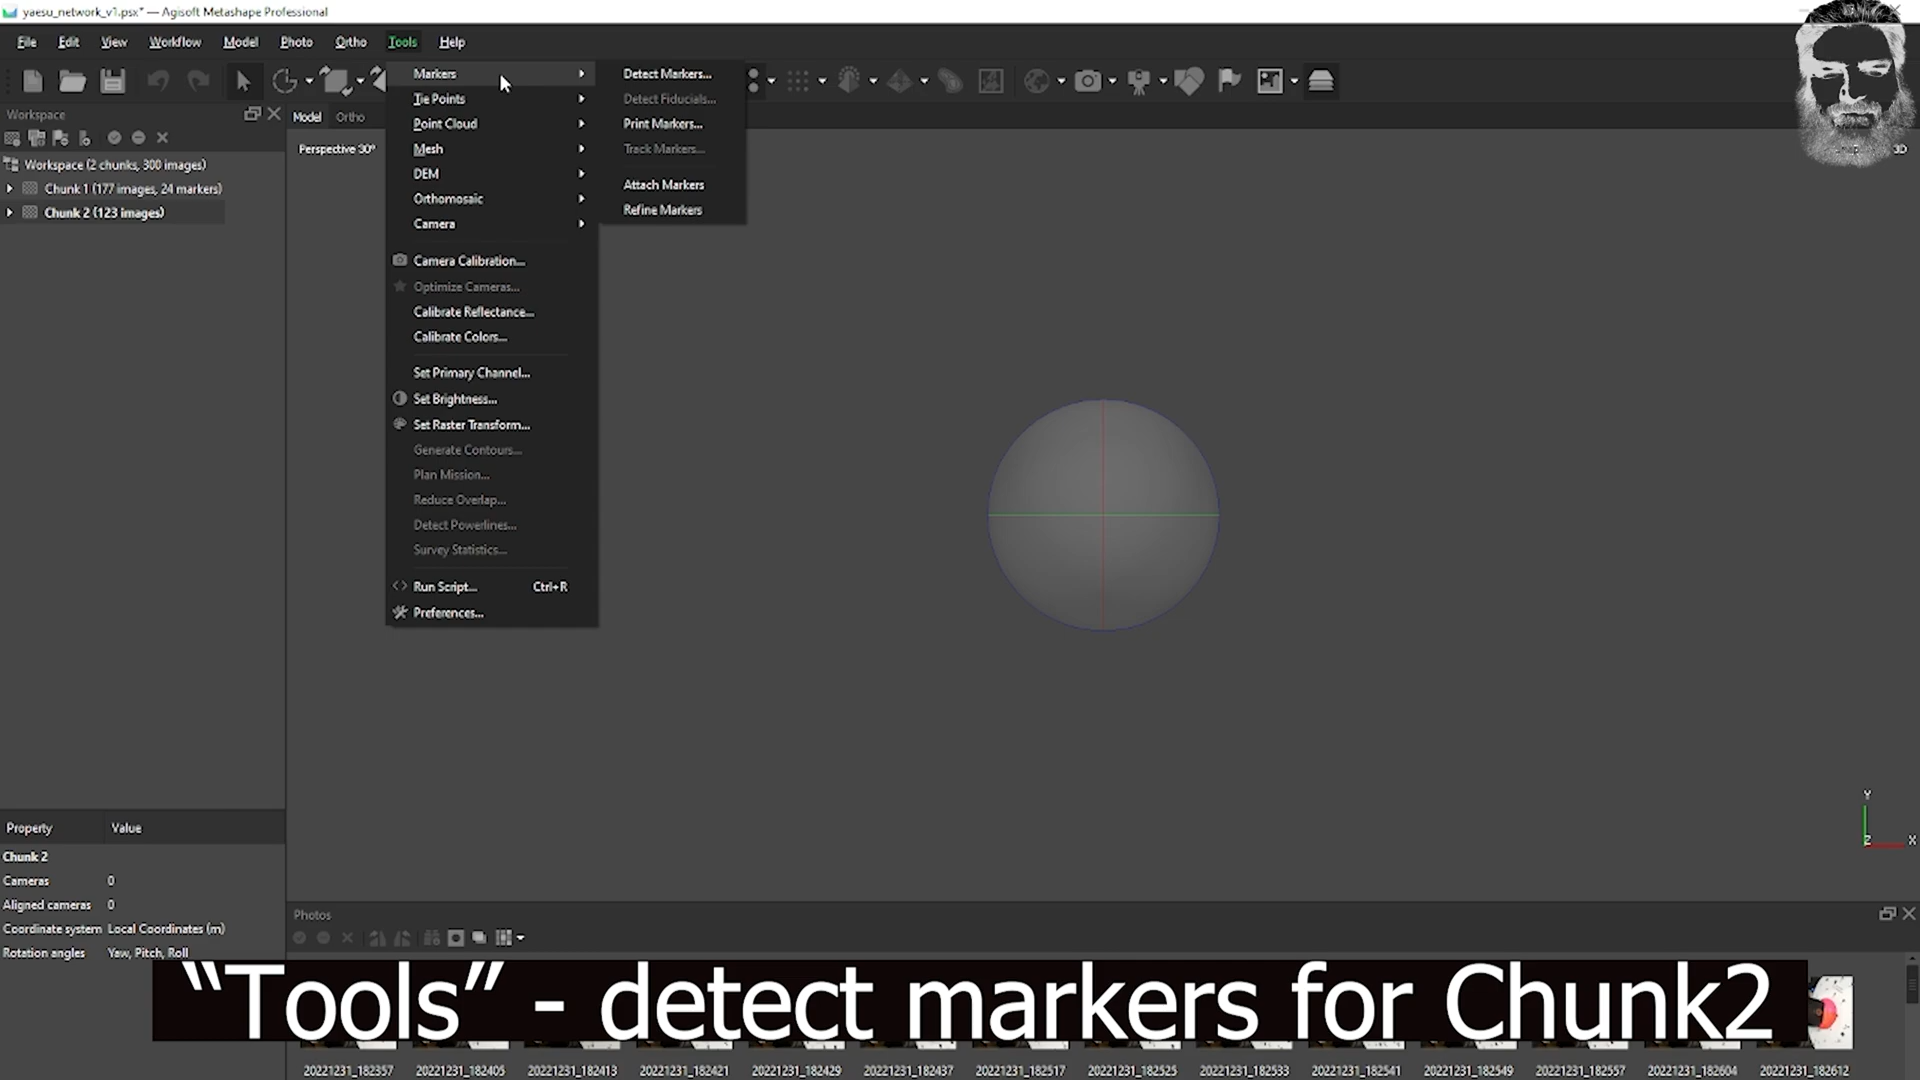 yaesu_network_v1.psx* — Agisoft Metashape Professional
File Edit View Workflow Model Photo Ortho Tools Help
Workspace
Workspace (2 chunks, 300 images)
Chunk 1 (177 images, 24 markers)
Chunk 2 (123 images)
Model Ortho
Perspective 30°
Markers
Tie Points
Point Cloud
Mesh
DEM
Orthomosaic
Camera
Camera Calibration...
Optimize Cameras...
Calibrate Reflectance...
Calibrate Colors...
Set Primary Channel...
Set Brightness...
Set Raster Transform...
Generate Contours...
Plan Mission...
Reduce Overlap...
Detect Powerlines...
Survey Statistics...
Run Script... Ctrl+R
Preferences...
Detect Markers...
Detect Fiducials...
Print Markers...
Track Markers...
Attach Markers
Refine Markers
3D
Y
Z X
Property Value
Chunk 2
Cameras 0
Aligned cameras 0
Coordinate system Local Coordinates (m)
Rotation angles Yaw, Pitch, Roll
Photos
“Tools” - detect markers for Chunk2
20221231_182357 20221231_182405 20221231_182413 20221231_182421 20221231_182429 20221231_182437 20221231_182517 20221231_182525 20221231_182533 20221231_182541 20221231_182549 20221231_182557 20221231_182604 20221231_182612